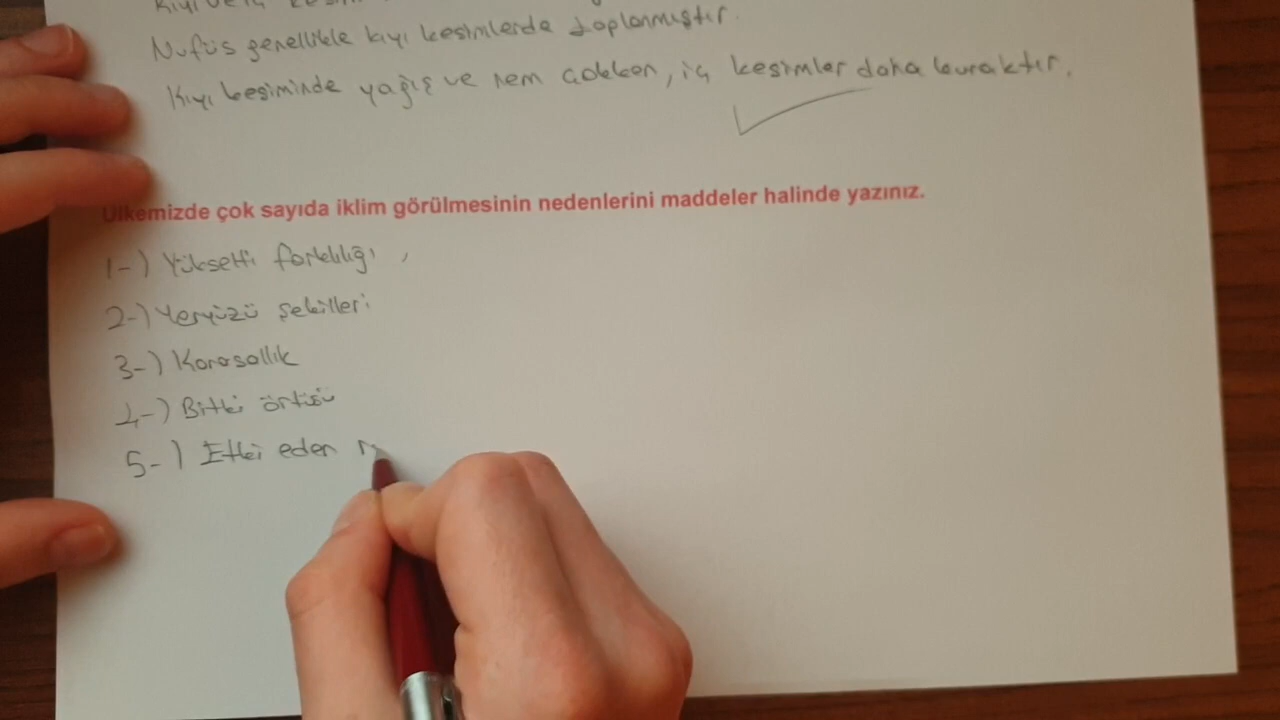 Nufüs genellikle kıyı kesimlerde toplanmıştır.
Kıyı kesiminde yağış ve nem çokken, iç kesimler daha kuraktır.
Ülkemizde çok sayıda iklim görülmesinin nedenlerini maddeler halinde yazınız.
1-) Yükselti farklılığı,
2-) Yeryüzü şekilleri
3-) Karasallık
4-) Bitki örtüsü
5-) Etki eden